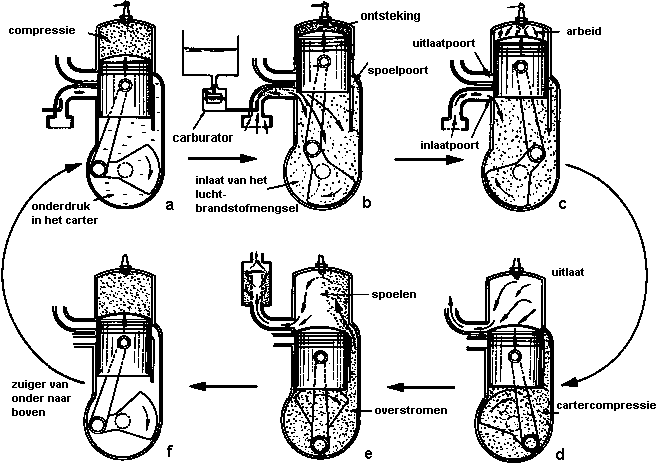 compressie
onderdruk
in het carter
a
carburator
inlaat van het
lucht-
brandstofmengsel
ontsteking
spoelpoort
b
uitlaatpoort
inlaatpoort
arbeid
c
uitlaat
cartercompressie
d
spoelen
overstromen
e
zuiger van
onder naar
boven
f